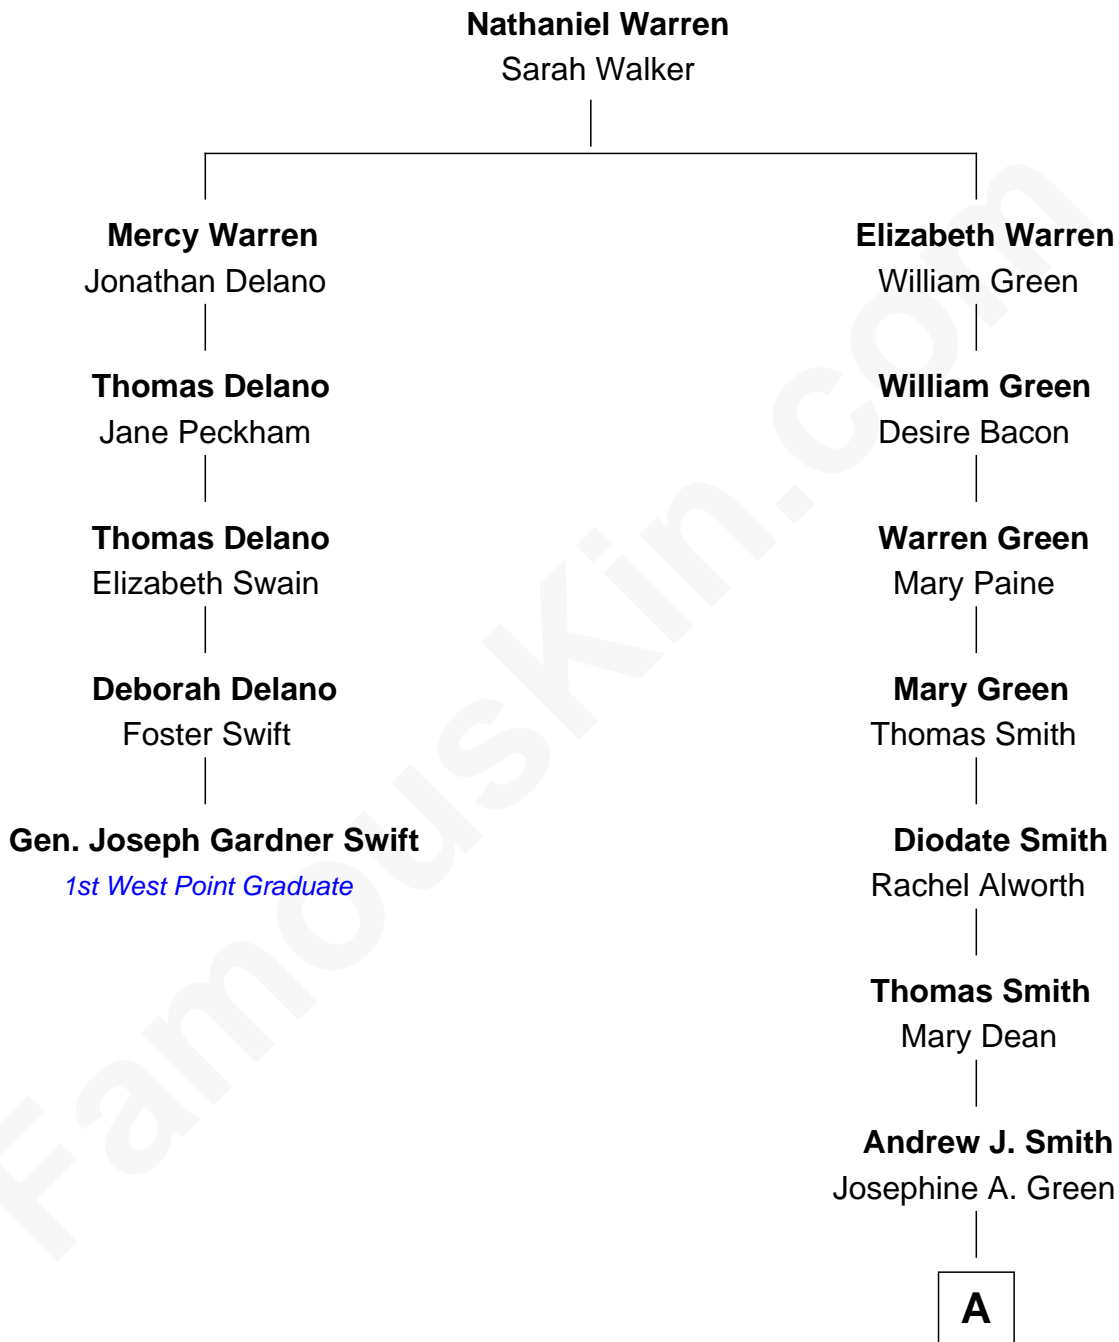 Nathaniel Warren
Sarah Walker
Mercy Warren
Jonathan Delano
Elizabeth Warren
William Green
Thomas Delano
Jane Peckham
William Green
Desire Bacon
Thomas Delano
Elizabeth Swain
Warren Green
Mary Paine
Deborah Delano
Foster Swift
Mary Green
Thomas Smith
Gen. Joseph Gardner Swift
1st West Point Graduate
Diodate Smith
Rachel Alworth
Thomas Smith
Mary Dean
Andrew J. Smith
Josephine A. Green
A
FamousKin.com